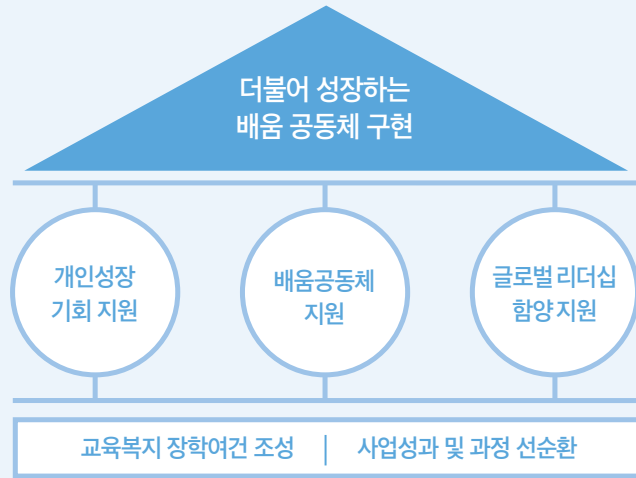 더불어 성장하는
배움 공동체 구현
개인성장
기회 지원
배움공동체
지원
글로벌 리더십
함양 지원
교육복지 장학여건 조성 | 사업성과 및 과정 선순환